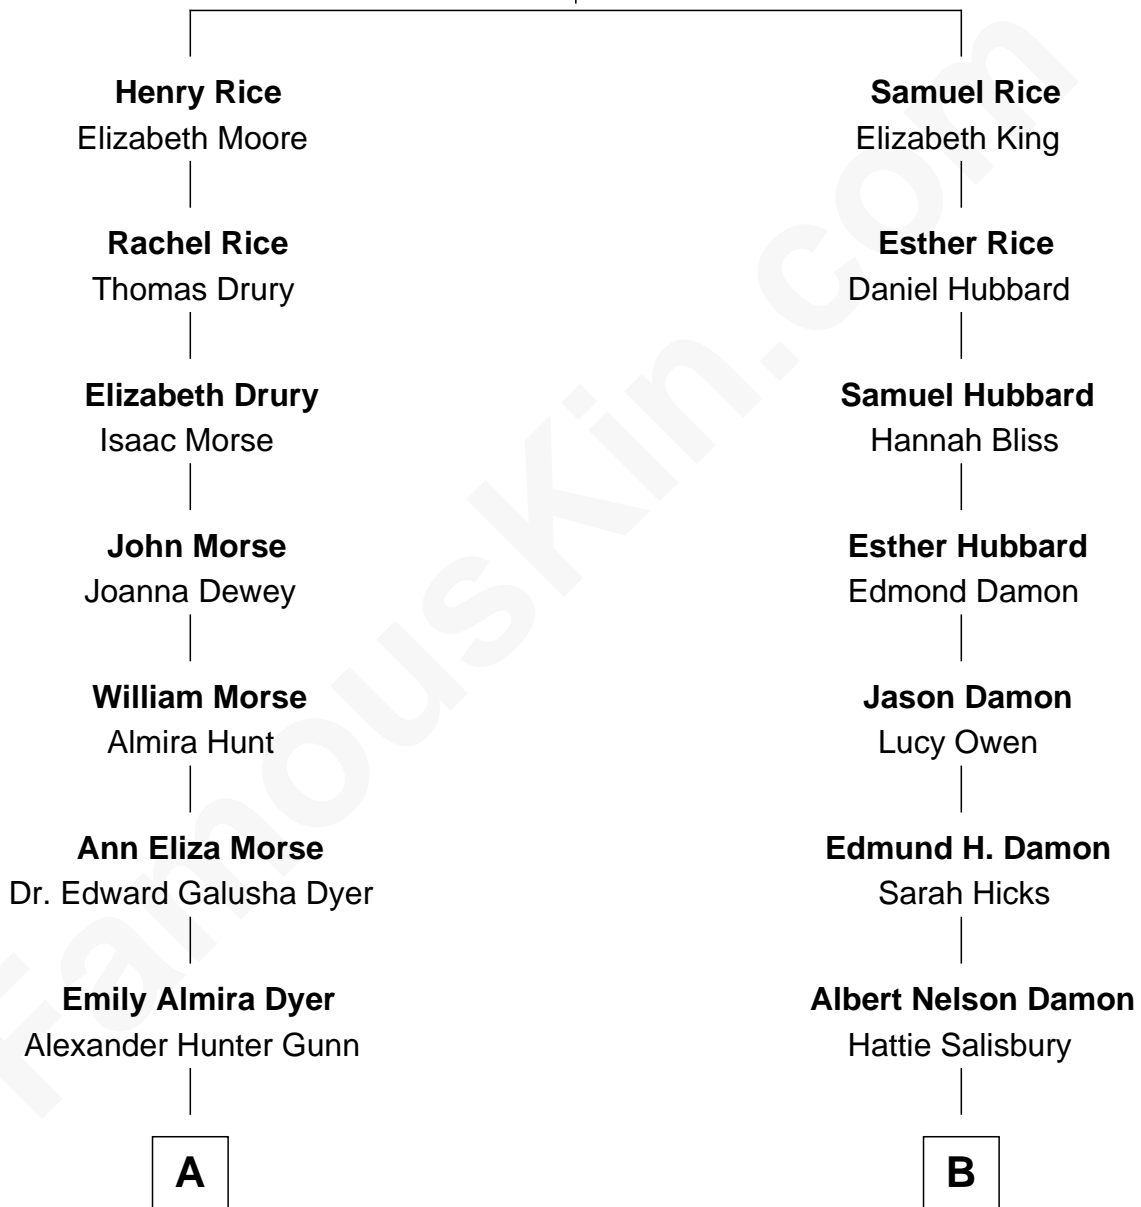 Henry Rice
Elizabeth Moore
Rachel Rice
Thomas Drury
Elizabeth Drury
Isaac Morse
John Morse
Joanna Dewey
William Morse
Almira Hunt
Ann Eliza Morse
Dr. Edward Galusha Dyer
Emily Almira Dyer
Alexander Hunter Gunn
A
Samuel Rice
Elizabeth King
Esther Rice
Daniel Hubbard
Samuel Hubbard
Hannah Bliss
Esther Hubbard
Edmond Damon
Jason Damon
Lucy Owen
Edmund H. Damon
Sarah Hicks
Albert Nelson Damon
Hattie Salisbury
B
FamousKin.com